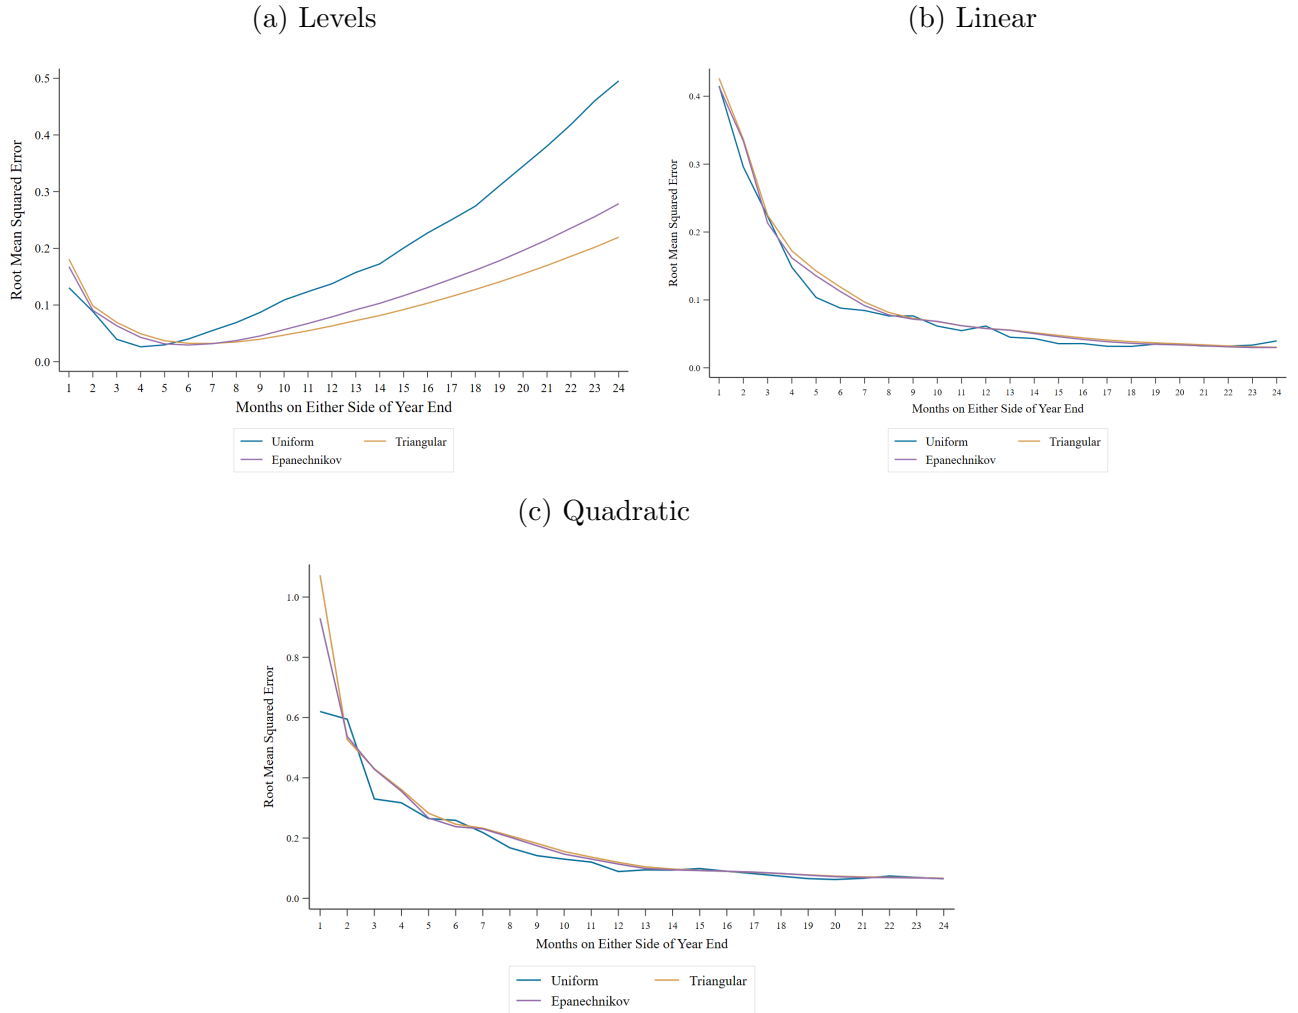 (a) Levels
Root Mean Squared Error
0.5
0.4
0.3
0.2
0.1
0.0
1 2 3 4 5 6 7 8 9 10 11 12 13 14 15 16 17 18 19 20 21 22 23 24
Months on Either Side of Year End
Uniform Triangular
Epanechnikov
(b) Linear
Root Mean Squared Error
0.4
0.3
0.2
0.1
0.0
1 2 3 4 5 6 7 8 9 10 11 12 13 14 15 16 17 18 19 20 21 22 23 24
Months on Either Side of Year End
Uniform Triangular
Epanechnikov
(c) Quadratic
Root Mean Squared Error
1.0
0.8
0.6
0.4
0.2
0.0
1 2 3 4 5 6 7 8 9 10 11 12 13 14 15 16 17 18 19 20 21 22 23 24
Months on Either Side of Year End
Uniform Triangular
Epanechnikov